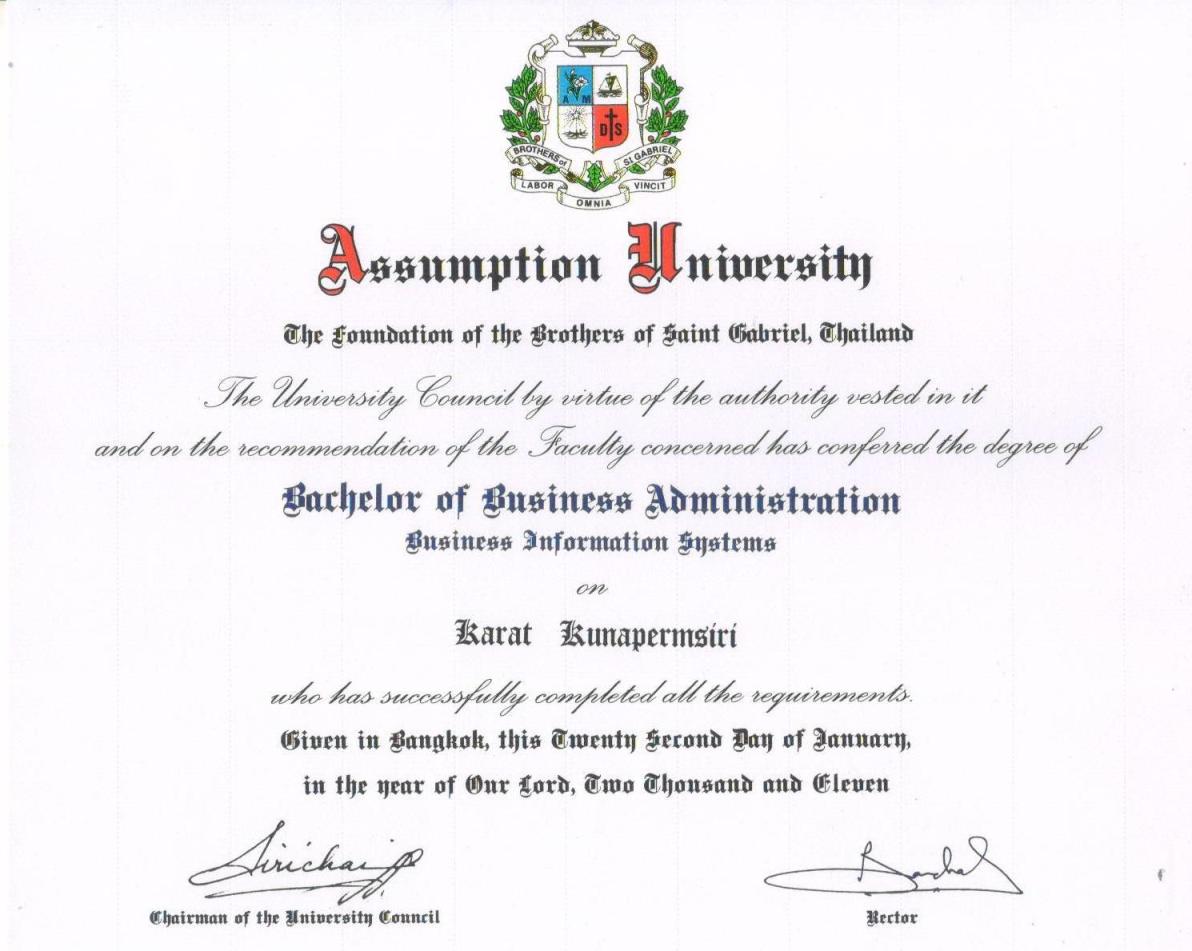 A M
D S
BROTHERS of ST GABRIEL
LABOR OMNIA VINCIT
Assumption University
The Foundation of the Brothers of Saint Gabriel, Thailand
The University Council by virtue of the authority vested in it
and on the recommendation of the Faculty concerned has conferred the degree of
Bachelor of Business Administration
Business Information Systems
on
Karat Kunapermsiri
who has successfully completed all the requirements.
Given in Bangkok, this Twenty Second Day of January,
in the year of Our Lord, Two Thousand and Eleven
Sirichai
Chairman of the University Council
Rector